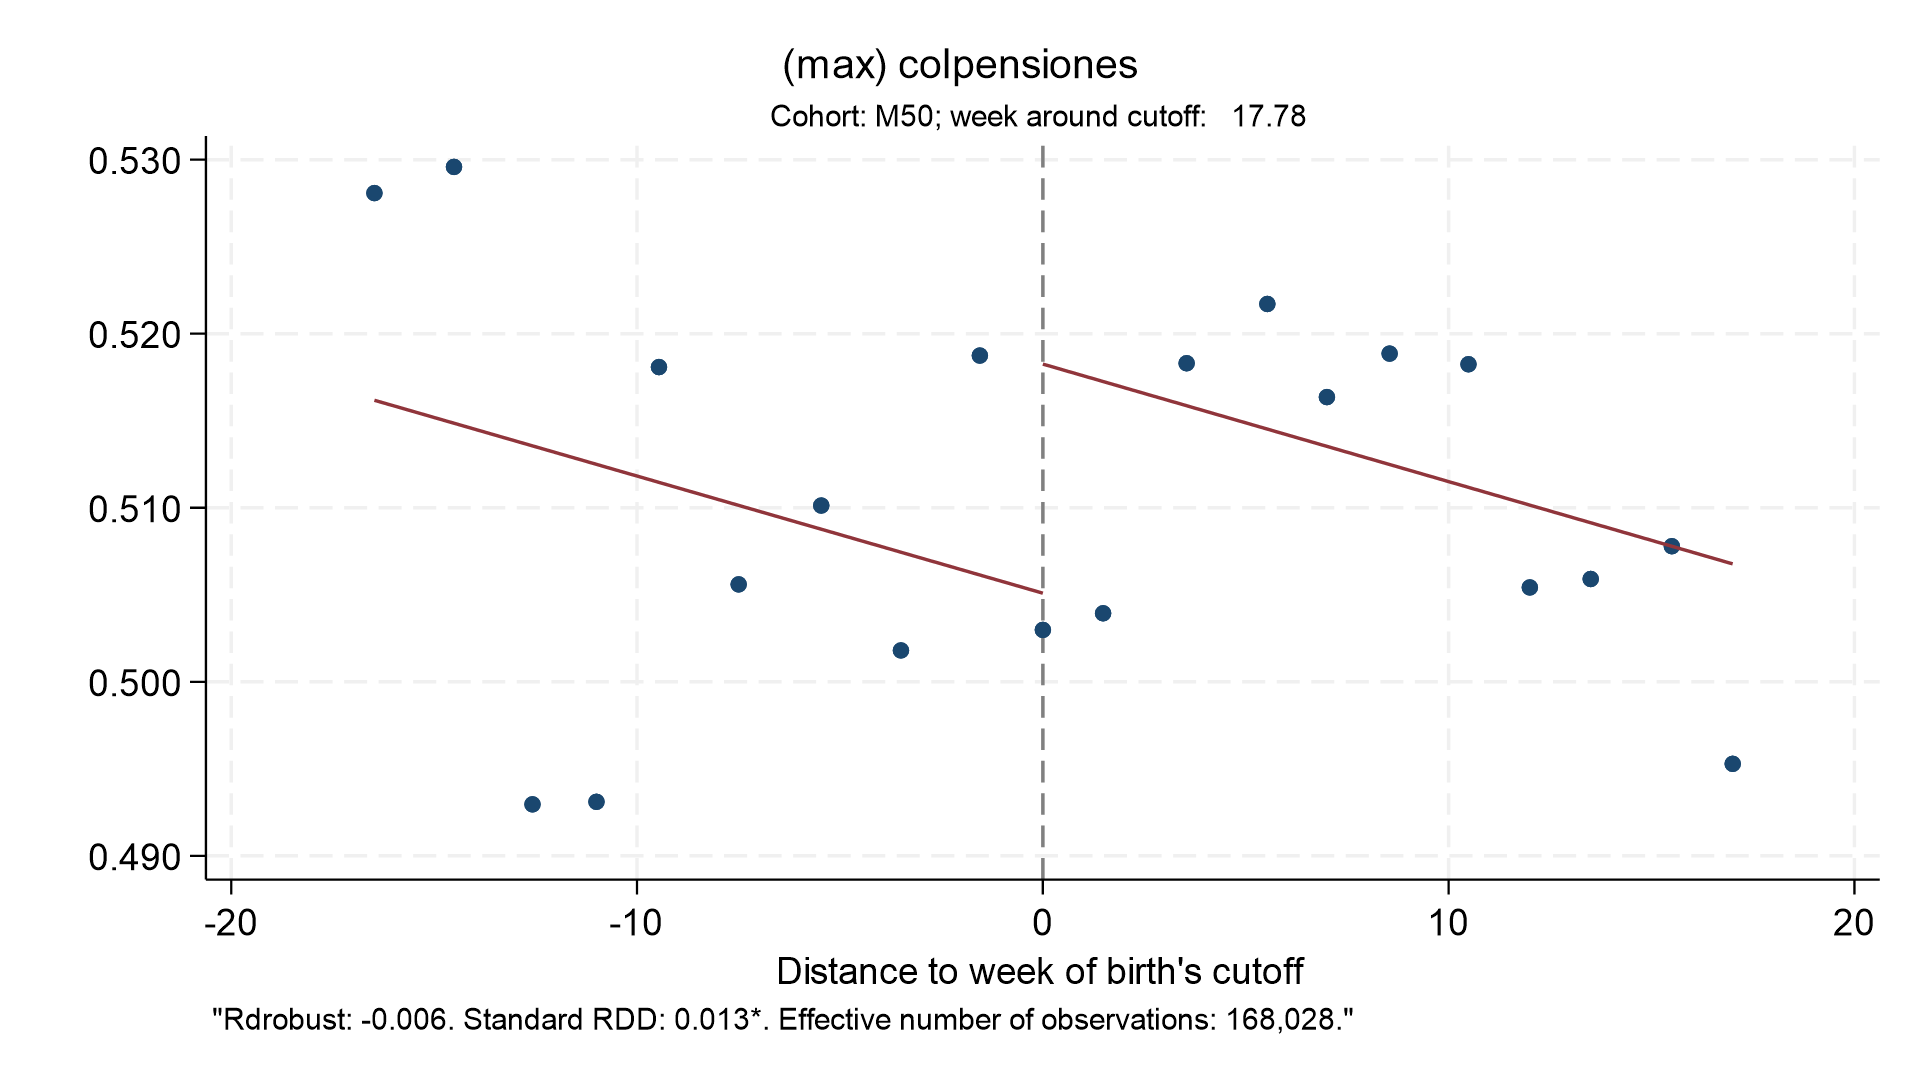 (max) colpensiones
Cohort: M50; week around cutoff: 17.78
0.530
0.520
0.510
0.500
0.490
-20 -10 0 10 20
Distance to week of birth's cutoff
"Rdrobust: -0.006. Standard RDD: 0.013*. Effective number of observations: 168,028."